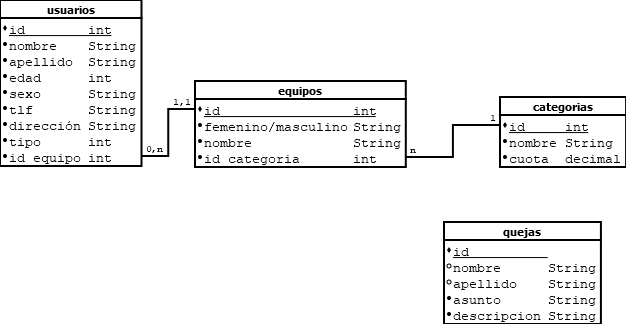 usuarios
id int
nombre String
apellido String
edad int
sexo String
tlf String
dirección String
tipo int
id equipo int
1,1
0,n
equipos
id int
femenino/masculino String
nombre String
id categoria int
n
1
categorias
id int
nombre String
cuota decimal
quejas
id
nombre String
apellido String
asunto String
descripcion String